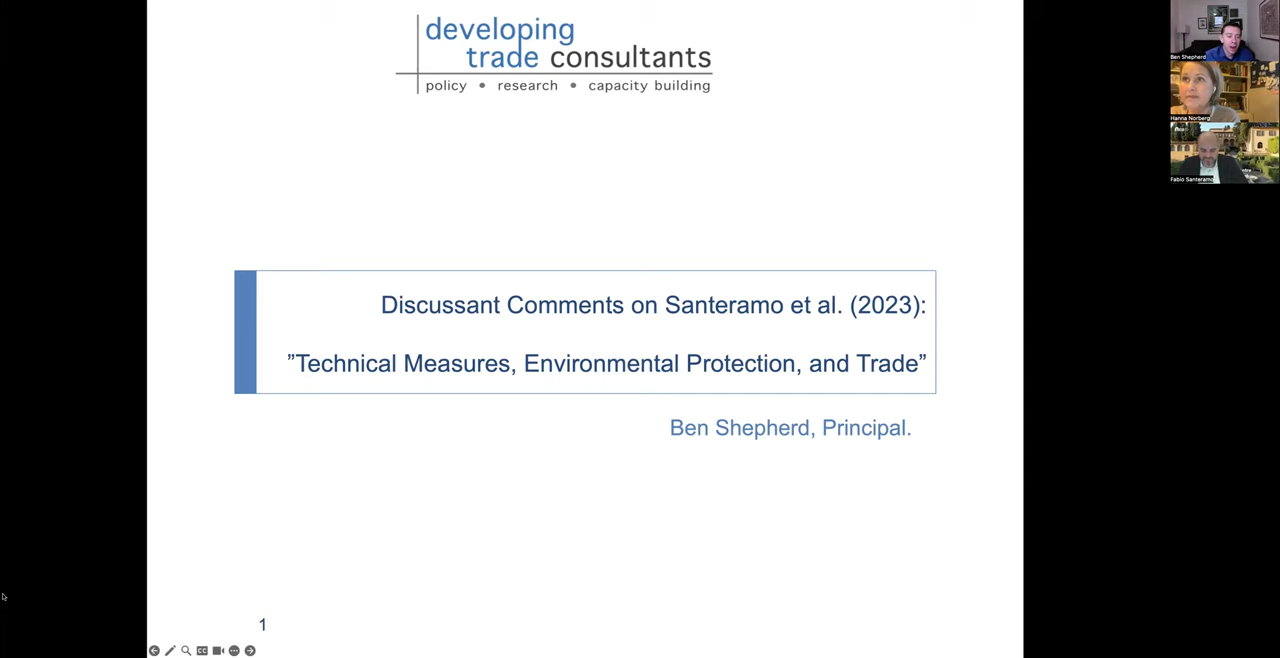 developing
trade consultants
policy • research • capacity building
Discussant Comments on Santeramo et al. (2023):
”Technical Measures, Environmental Protection, and Trade”
Ben Shepherd, Principal.
1
Ben Shepherd
Hanna Norberg
Fabio Santeramo